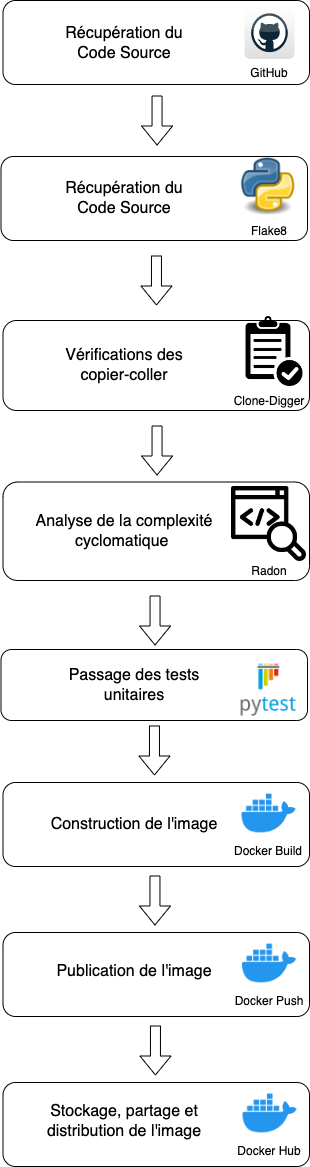 Récupération du
Code Source
GitHub
Récupération du
Code Source
Flake8
Vérifications des
copier-coller
Clone-Digger
Analyse de la complexité
cyclomatique
</>
Radon
Passage des tests
unitaires
pytest
Construction de l'image
Docker Build
Publication de l'image
Docker Push
Stockage, partage et
distribution de l'image
Docker Hub